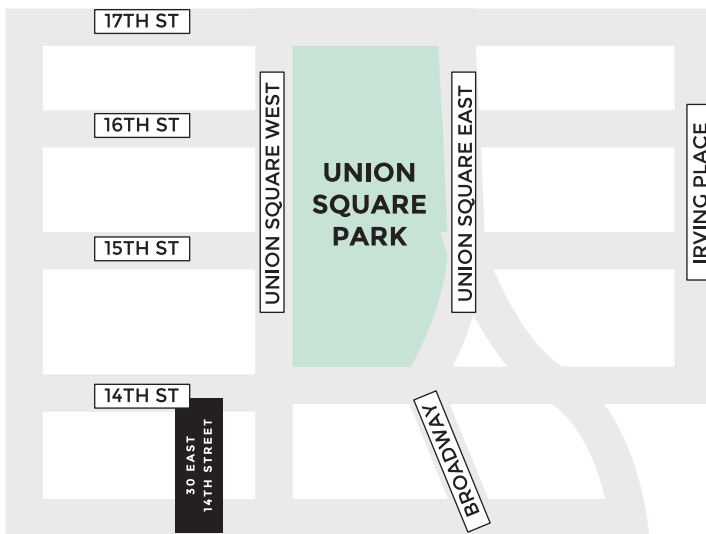 17TH ST
16TH ST
15TH ST
14TH ST
UNION SQUARE WEST
UNION
SQUARE
PARK
UNION SQUARE EAST
IRVING PLACE
30 EAST
14TH STREET
BROADWAY